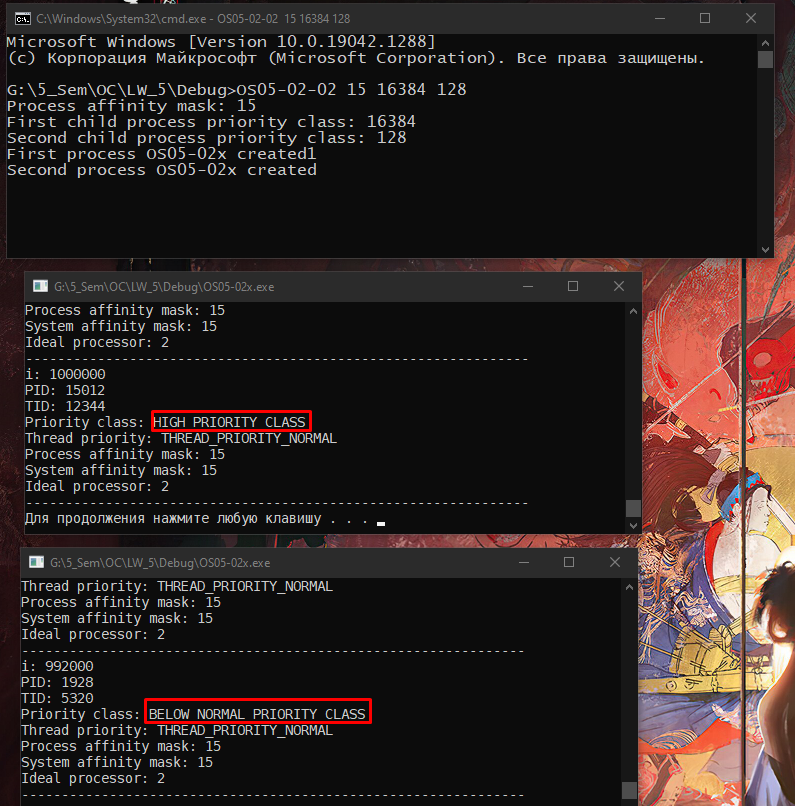 C:\Windows\System32\cmd.exe - OS05-02-02 15 16384 128
Microsoft Windows [Version 10.0.19042.1288]
(c) Корпорация Майкрософт (Microsoft Corporation). Все права защищены.
G:\5_Sem\OC\LW_5\Debug>OS05-02-02 15 16384 128
Process affinity mask: 15
First child process priority class: 16384
Second child process priority class: 128
First process OS05-02x created1
Second process OS05-02x created
G:\5_Sem\OC\LW_5\Debug\OS05-02x.exe
Process affinity mask: 15
System affinity mask: 15
Ideal processor: 2
---------------------------------------------------------------
i: 1000000
PID: 15012
TID: 12344
Priority class: HIGH_PRIORITY_CLASS
Thread priority: THREAD_PRIORITY_NORMAL
Process affinity mask: 15
System affinity mask: 15
Ideal processor: 2
---------------------------------------------------------------
Для продолжения нажмите любую клавишу . . .
G:\5_Sem\OC\LW_5\Debug\OS05-02x.exe
Thread priority: THREAD_PRIORITY_NORMAL
Process affinity mask: 15
System affinity mask: 15
Ideal processor: 2
---------------------------------------------------------------
i: 992000
PID: 1928
TID: 5320
Priority class: BELOW_NORMAL_PRIORITY_CLASS
Thread priority: THREAD_PRIORITY_NORMAL
Process affinity mask: 15
System affinity mask: 15
Ideal processor: 2
---------------------------------------------------------------